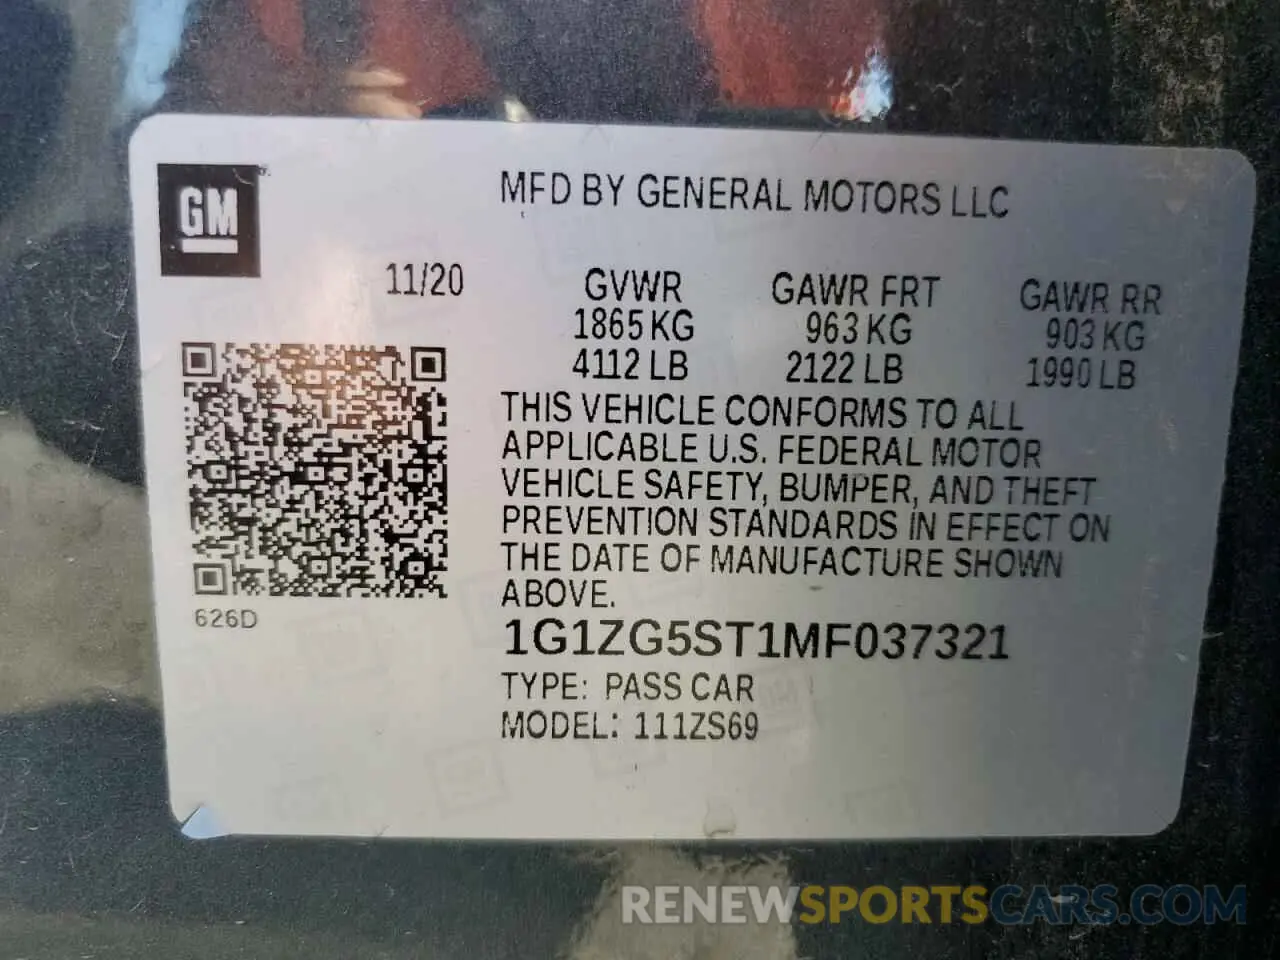 GM
MFD BY GENERAL MOTORS LLC
11/20
GVWR GAWR FRT GAWR RR
1865 KG 963 KG 903 KG
4112 LB 2122 LB 1990 LB
THIS VEHICLE CONFORMS TO ALL
APPLICABLE U.S. FEDERAL MOTOR
VEHICLE SAFETY, BUMPER, AND THEFT
PREVENTION STANDARDS IN EFFECT ON
THE DATE OF MANUFACTURE SHOWN
ABOVE.
626D
1G1ZG5ST1MF037321
TYPE: PASS CAR
MODEL: 111ZS69
RENEWSPORTSCARS.COM